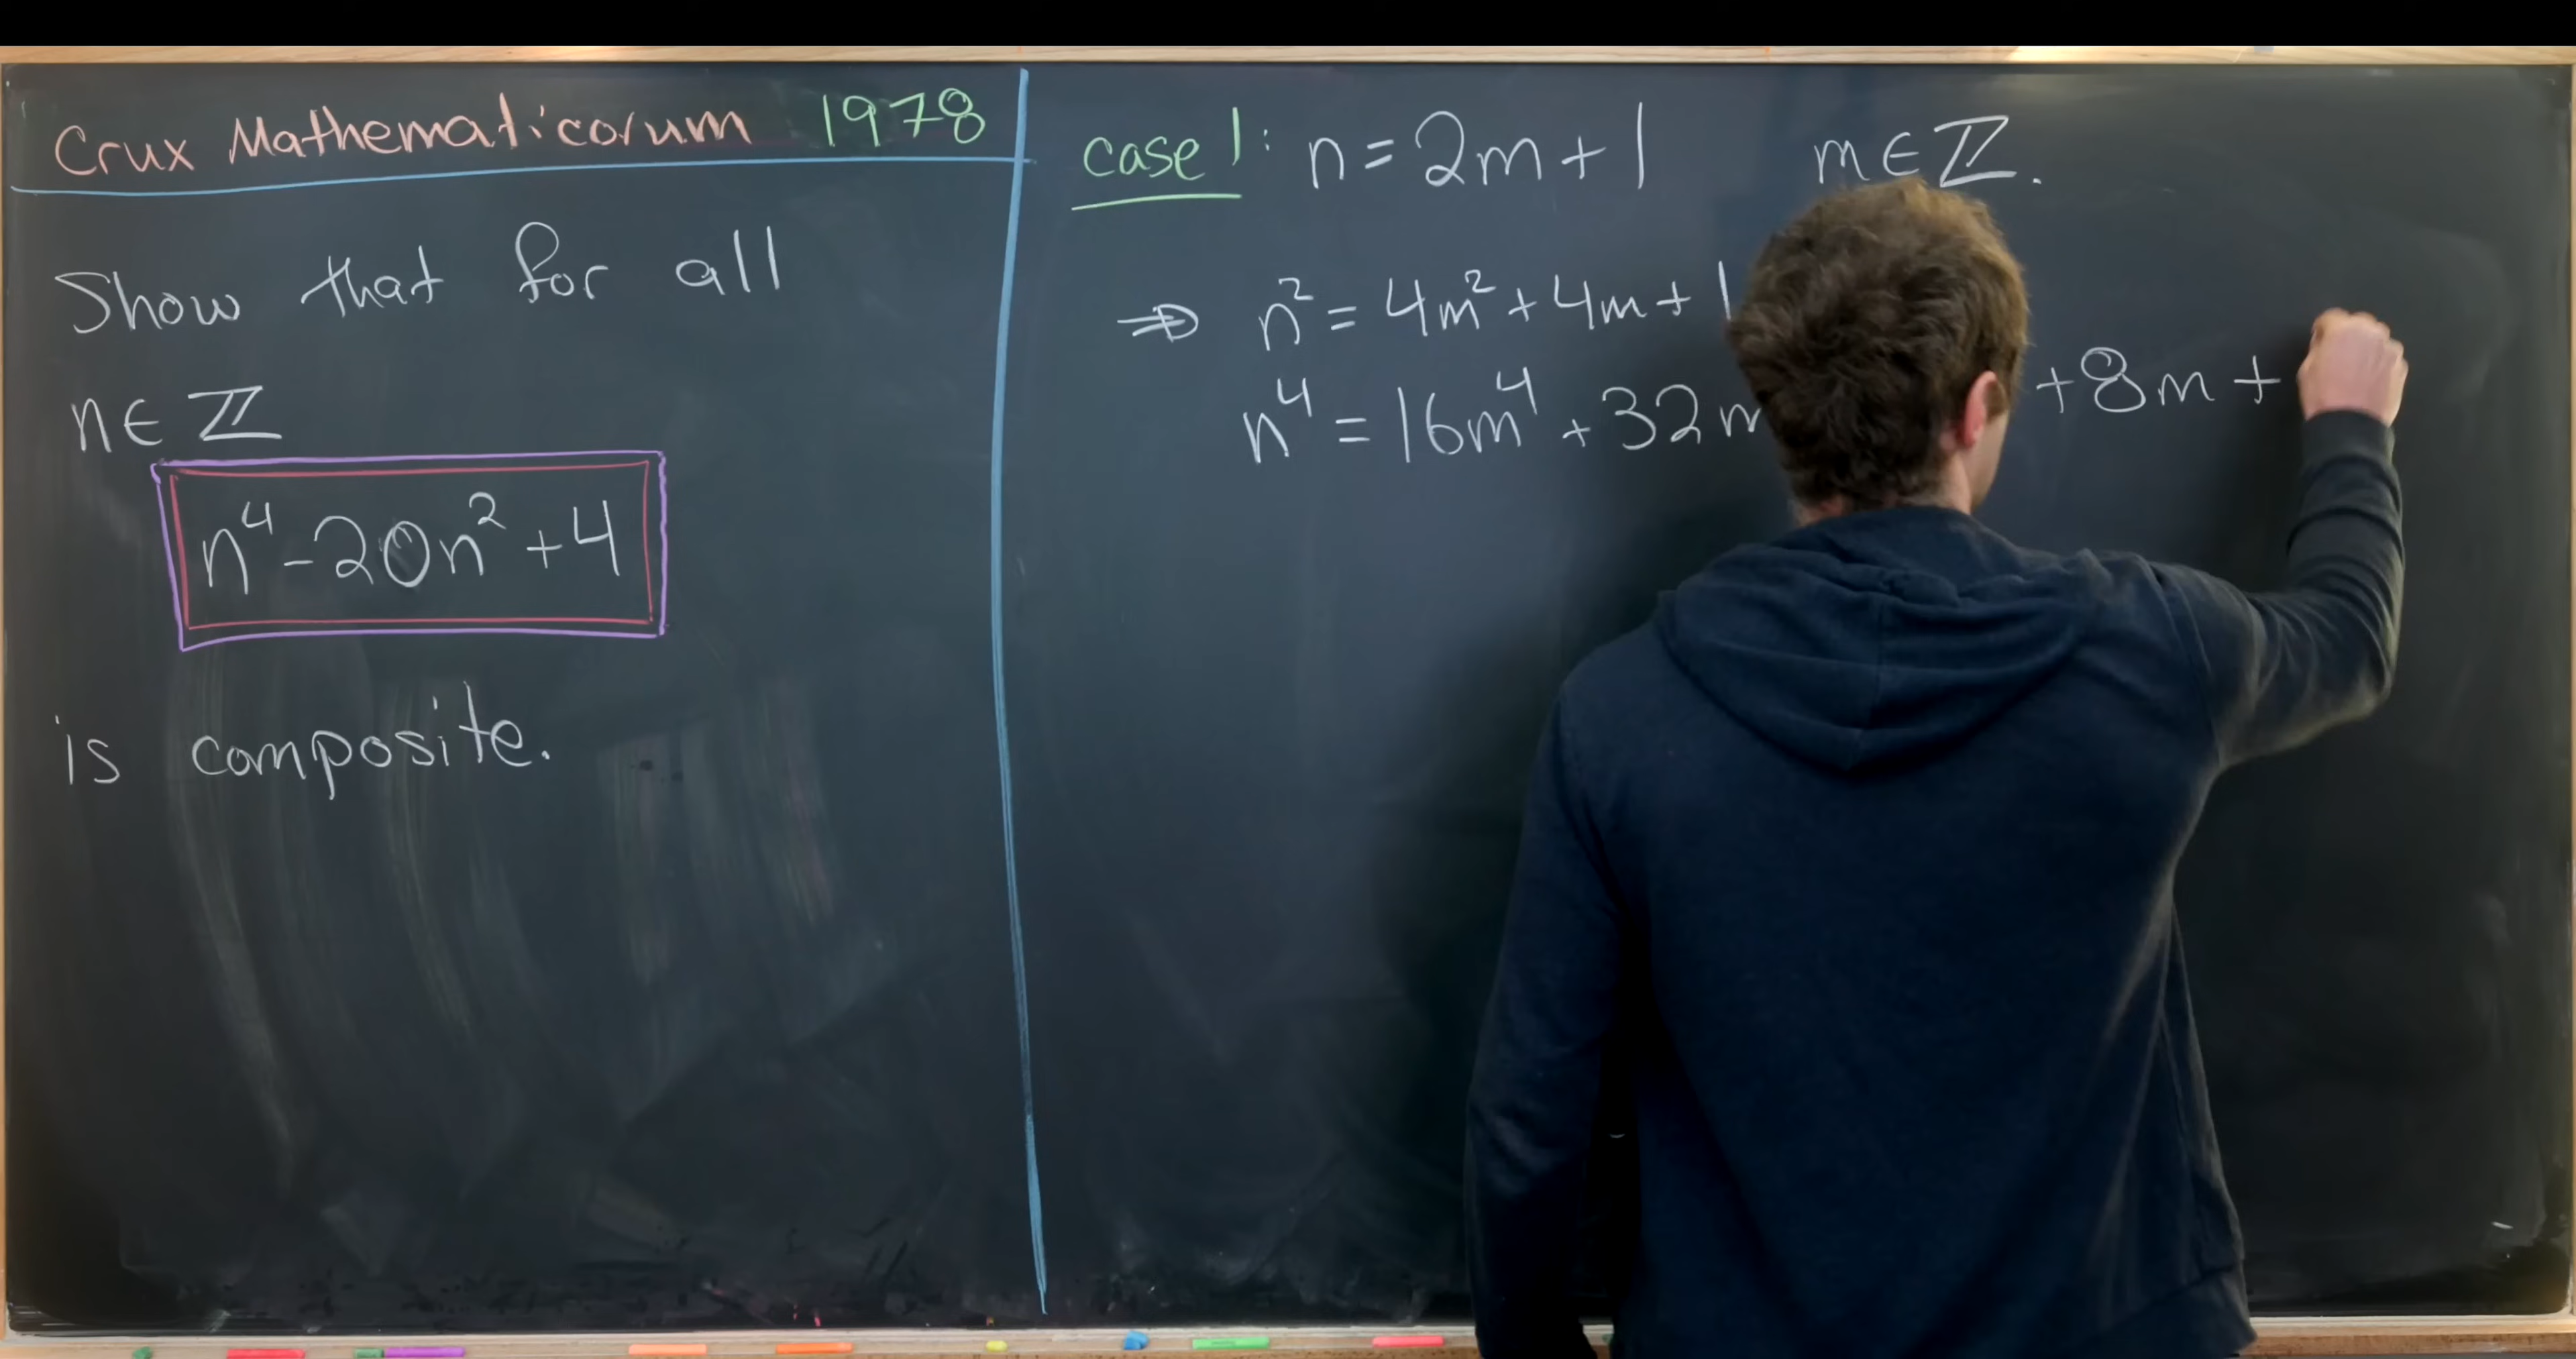 Crux Mathematicorum 1978
Show that for all
n ∈ ℤ
n⁴ - 20n² + 4
is composite.
case 1: n = 2m + 1 m ∈ ℤ.
⇒ n² = 4m² + 4m + 1
n⁴ = 16m⁴ + 32m + 8m +